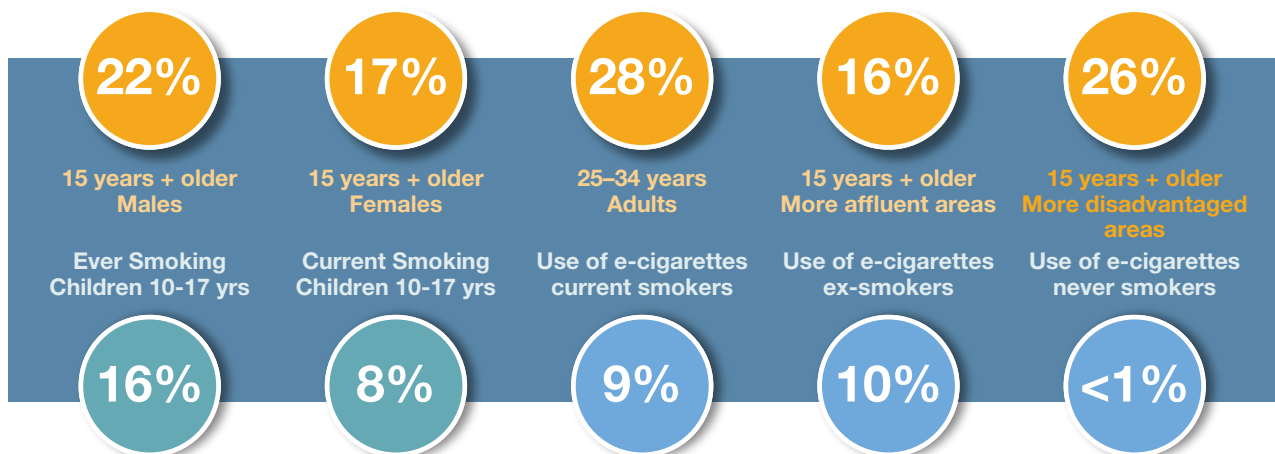 22%
17%
28%
16%
26%
15 years + older
Males
15 years + older
Females
25–34 years
Adults
15 years + older
More affluent areas
15 years + older
More disadvantaged
areas
Ever Smoking
Children 10-17 yrs
Current Smoking
Children 10-17 yrs
Use of e-cigarettes
current smokers
Use of e-cigarettes
ex-smokers
Use of e-cigarettes
never smokers
16%
8%
9%
10%
<1%